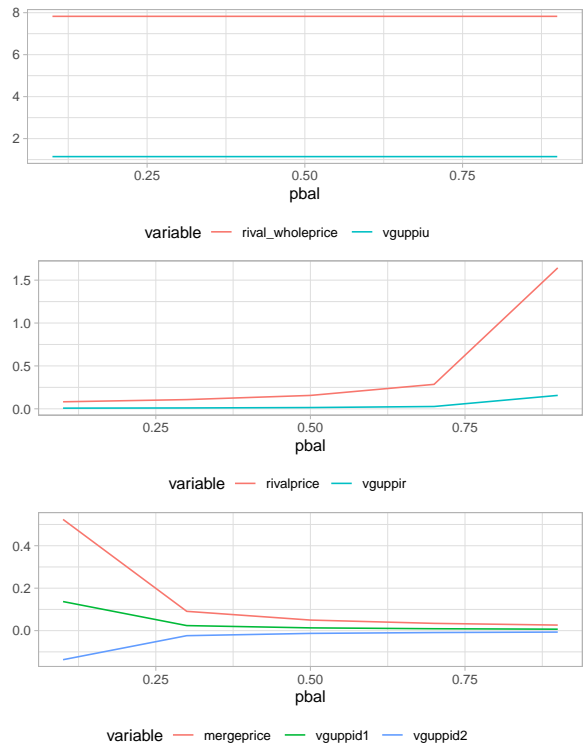 8
6
4
2
0.25 0.50 0.75
pbal
variable rival_wholeprice vguppiu
1.5
1.0
0.5
0.0
0.25 0.50 0.75
pbal
variable rivalprice vguppir
0.4
0.2
0.0
0.25 0.50 0.75
pbal
variable mergeprice vguppid1 vguppid2